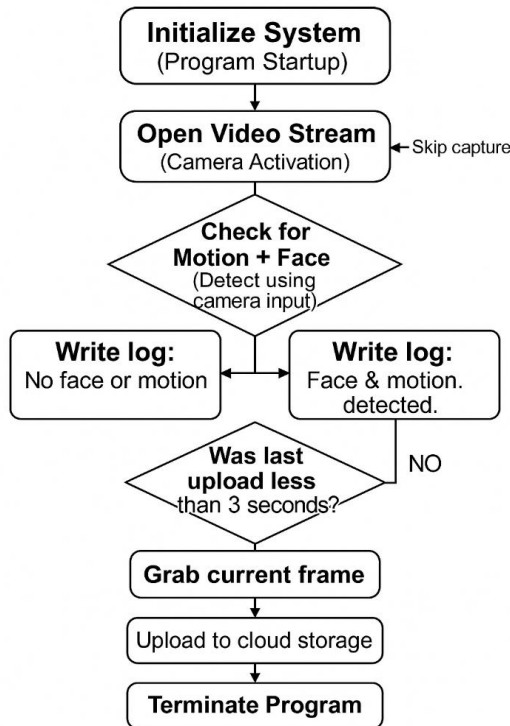 Initialize System
(Program Startup)
Open Video Stream
(Camera Activation)
Skip capture
Check for
Motion + Face
(Detect using
camera input)
Write log:
No face or motion
Write log:
Face & motion.
detected.
Was last
upload less
than 3 seconds?
NO
Grab current frame
Upload to cloud storage
Terminate Program